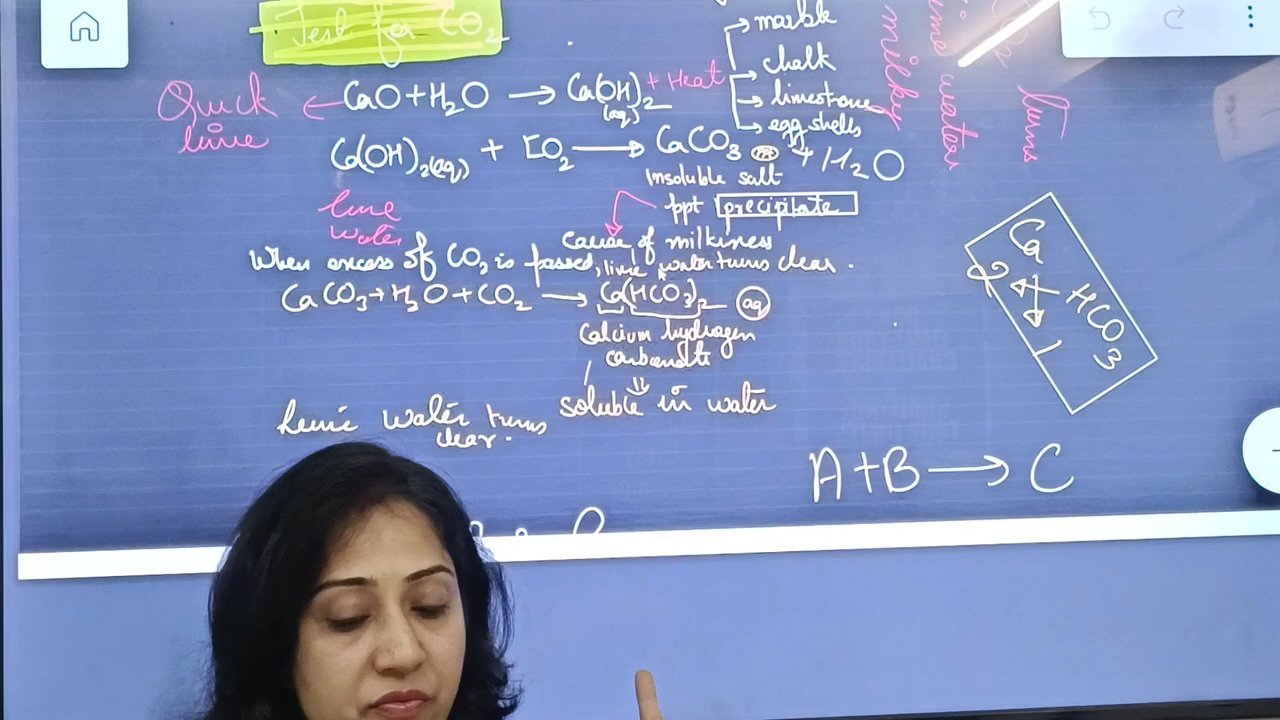 Test for CO2
marble
chalk
limestone
egg shells
Quick lime ← CaO + H2O → Ca(OH)2 (aq) + Heat
Ca(OH)2(aq) + CO2 → CaCO3 + H2O
lime water
Insoluble salt
ppt precipitate
cause of milkiness
When excess of CO2 is passed, lime water turns clear.
CaCO3 + H2O + CO2 → Ca(HCO3)2 (aq)
Calcium hydrogen carbonate
soluble in water
lime water turns clear.
milky
lime water
turns
Ca HCO3
2 1
A + B → C